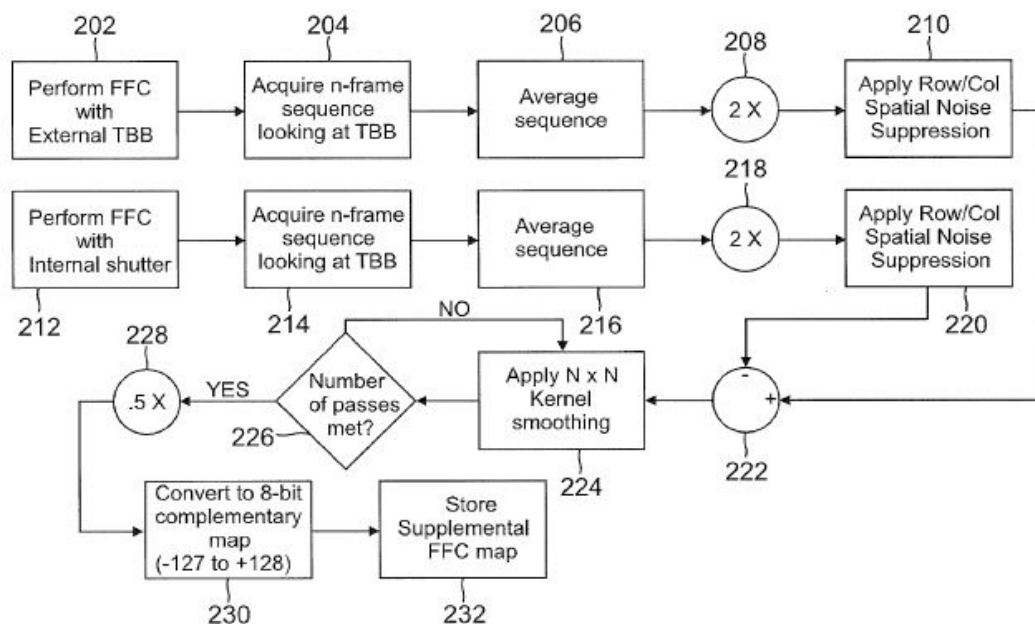 202
204
206
208
210
Perform FFC
with
External TBB
Acquire n-frame
sequence
looking at TBB
Average
sequence
2 X
Apply Row/Col
Spatial Noise
Suppression
218
Perform FFC
with
Internal shutter
Acquire n-frame
sequence
looking at TBB
Average
sequence
2 X
Apply Row/Col
Spatial Noise
Suppression
212
214
216
220
NO
228
.5 X
YES
Number
of passes
met?
226
Apply N x N
Kernel
smoothing
224
-
+
222
Convert to 8-bit
complementary
map
(-127 to +128)
230
Store
Supplemental
FFC map
232